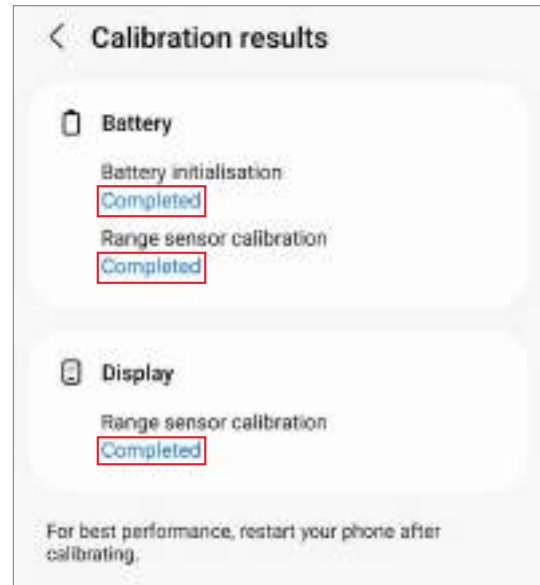 Calibration results
Battery
Battery initialisation
Completed
Range sensor calibration
Completed
Display
Range sensor calibration
Completed
For best performance, restart your phone after
calibrating.